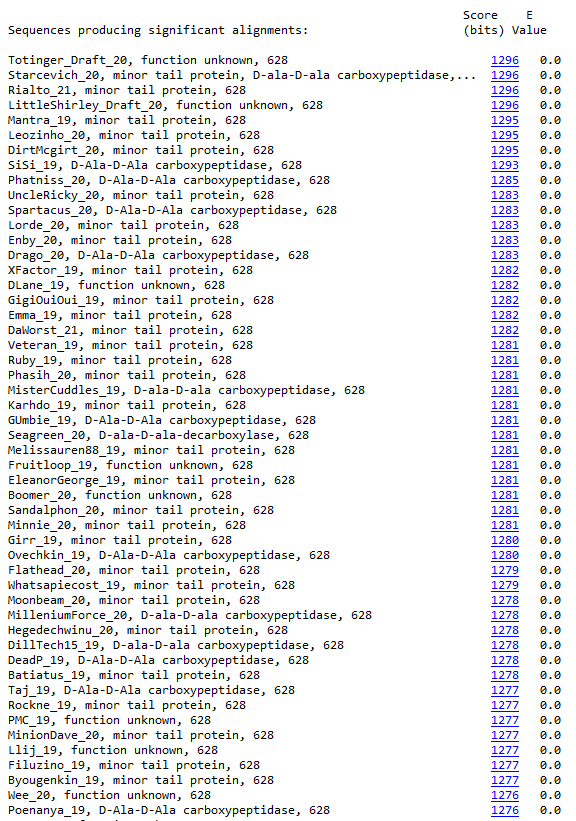 Score E
Sequences producing significant alignments: (bits) Value
Totinger_Draft_20, function unknown, 628 1296 0.0
Starcevich_20, minor tail protein, D-ala-D-ala carboxypeptidase,... 1296 0.0
Rialto_21, minor tail protein, 628 1296 0.0
LittleShirley_Draft_20, function unknown, 628 1296 0.0
Mantra_19, minor tail protein, 628 1295 0.0
Leozinho_20, minor tail protein, 628 1295 0.0
DirtMcgirt_20, minor tail protein, 628 1295 0.0
SiSi_19, D-Ala-D-Ala carboxypeptidase, 628 1293 0.0
Phatniss_20, D-Ala-D-Ala carboxypeptidase, 628 1285 0.0
UncleRicky_20, minor tail protein, 628 1283 0.0
Spartacus_20, D-Ala-D-Ala carboxypeptidase, 628 1283 0.0
Lorde_20, minor tail protein, 628 1283 0.0
Enby_20, minor tail protein, 628 1283 0.0
Drago_20, D-Ala-D-Ala carboxypeptidase, 628 1283 0.0
XFactor_19, minor tail protein, 628 1282 0.0
DLane_19, function unknown, 628 1282 0.0
GigiOuiOui_19, minor tail protein, 628 1282 0.0
Emma_19, minor tail protein, 628 1282 0.0
DaWorst_21, minor tail protein, 628 1282 0.0
Veteran_19, minor tail protein, 628 1281 0.0
Ruby_19, minor tail protein, 628 1281 0.0
Phasih_20, minor tail protein, 628 1281 0.0
MisterCuddles_19, D-ala-D-ala carboxypeptidase, 628 1281 0.0
Karhdo_19, minor tail protein, 628 1281 0.0
GUmbie_19, D-Ala-D-Ala carboxypeptidase, 628 1281 0.0
Seagreen_20, D-ala-D-ala-decarboxylase, 628 1281 0.0
Melissauren88_19, minor tail protein, 628 1281 0.0
Fruitloop_19, function unknown, 628 1281 0.0
EleanorGeorge_19, minor tail protein, 628 1281 0.0
Boomer_20, function unknown, 628 1281 0.0
Sandalphon_20, minor tail protein, 628 1281 0.0
Minnie_20, minor tail protein, 628 1281 0.0
Girr_19, minor tail protein, 628 1280 0.0
Ovechkin_19, D-Ala-D-Ala carboxypeptidase, 628 1280 0.0
Flathead_20, minor tail protein, 628 1279 0.0
Whatsapiecost_19, minor tail protein, 628 1279 0.0
Moonbeam_20, minor tail protein, 628 1278 0.0
MilleniumForce_20, D-ala-D-ala carboxypeptidase, 628 1278 0.0
Hegedechwinu_20, minor tail protein, 628 1278 0.0
DillTech15_19, D-ala-D-ala carboxypeptidase, 628 1278 0.0
DeadP_19, D-Ala-D-Ala carboxypeptidase, 628 1278 0.0
Batiatus_19, minor tail protein, 628 1278 0.0
Taj_19, D-Ala-D-Ala carboxypeptidase, 628 1277 0.0
Rockne_19, minor tail protein, 628 1277 0.0
PMC_19, function unknown, 628 1277 0.0
MinionDave_20, minor tail protein, 628 1277 0.0
Llij_19, function unknown, 628 1277 0.0
Filuzino_19, minor tail protein, 628 1277 0.0
Byougenkin_19, minor tail protein, 628 1277 0.0
Wee_20, function unknown, 628 1276 0.0
Poenanya_19, D-Ala-D-Ala carboxypeptidase, 628 1276 0.0